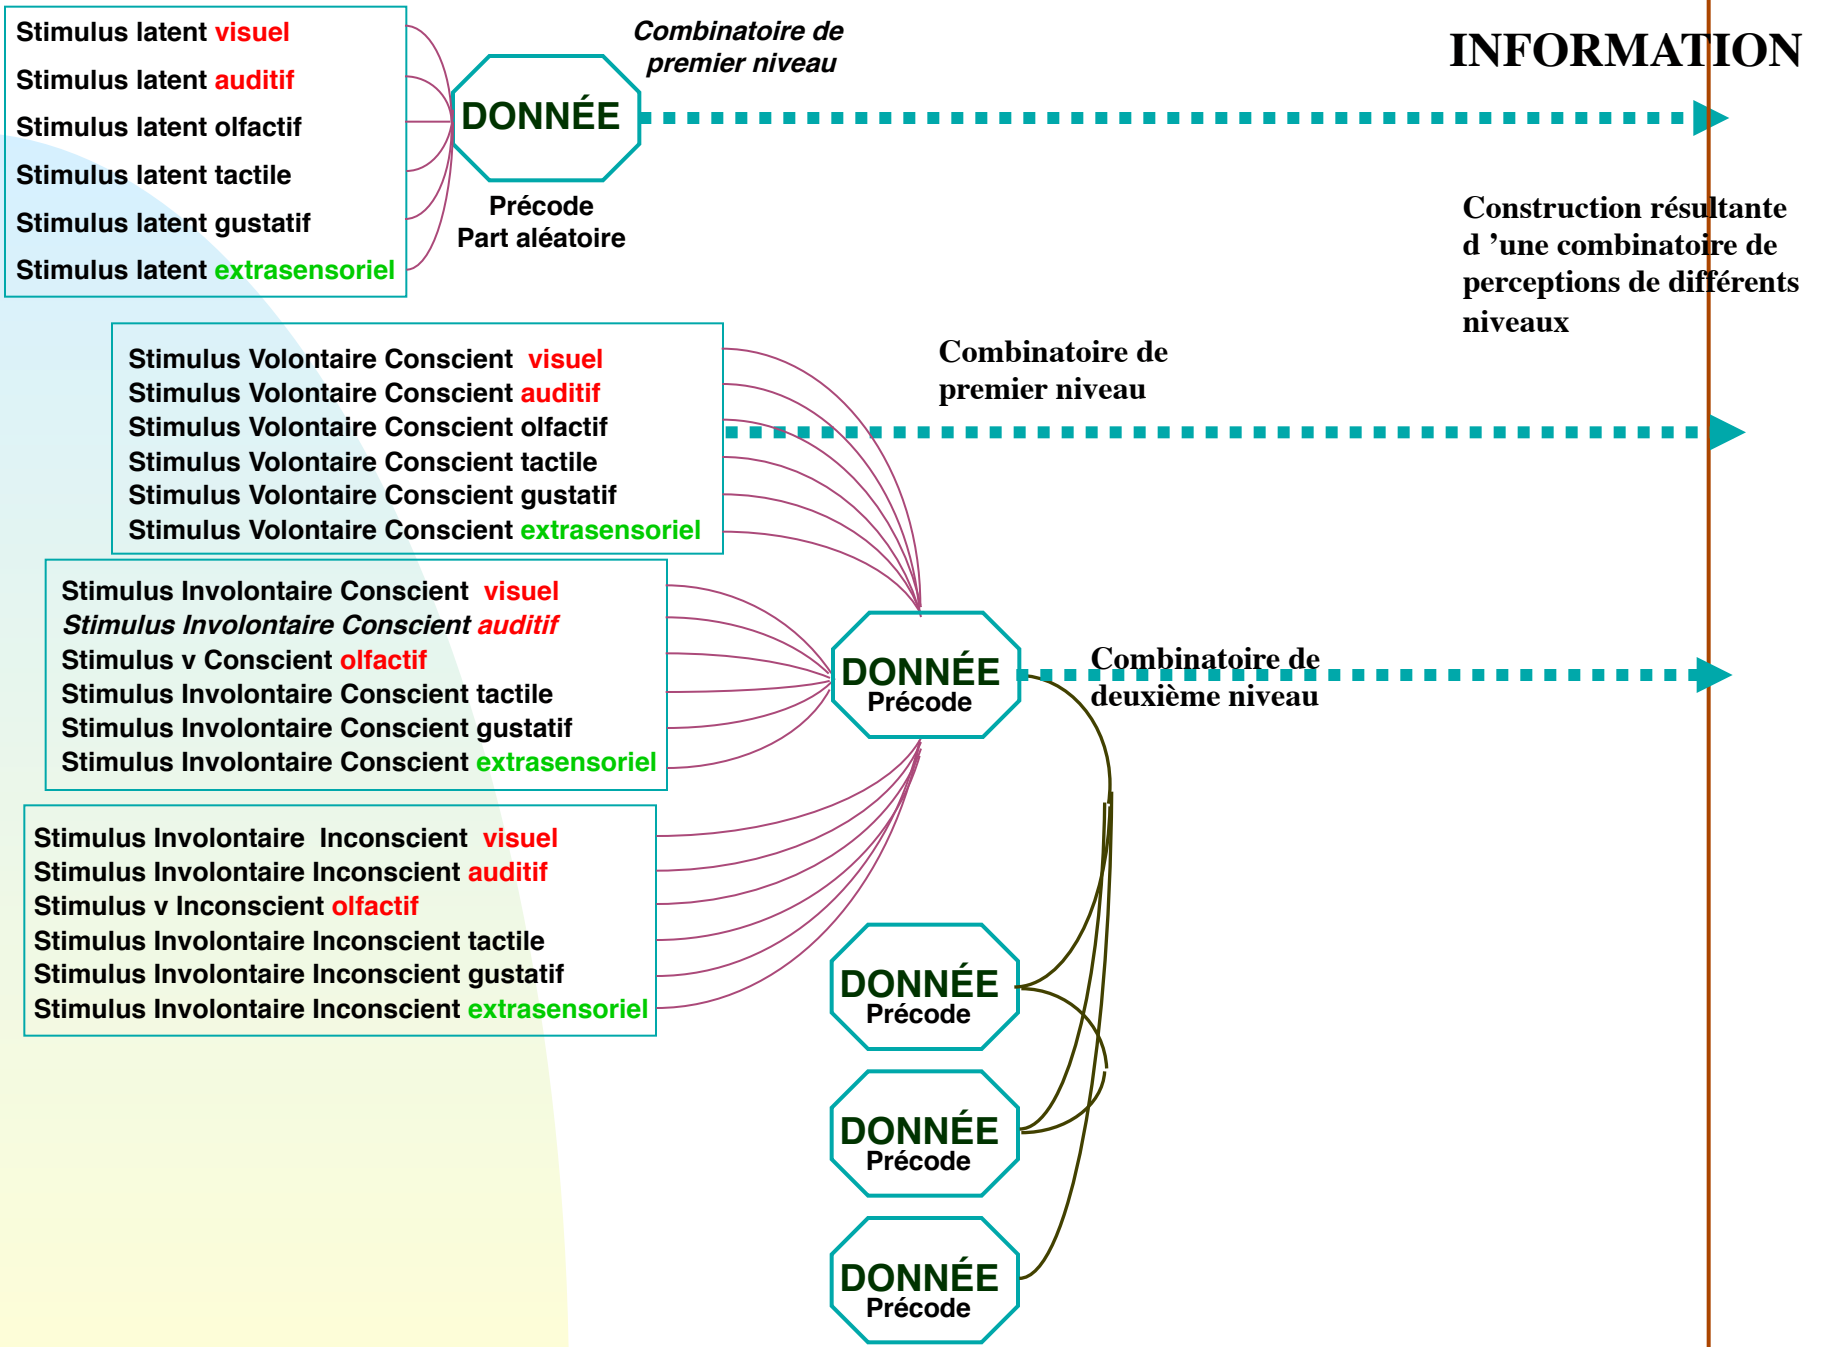 Stimulus latent visuel
Stimulus latent auditif
Stimulus latent olfactif
Stimulus latent tactile
Stimulus latent gustatif
Stimulus latent extrasensoriel
DONNÉE
Précode
Part aléatoire
Combinatoire de
premier niveau
INFORMATION
Construction résultante
d ’une combinatoire de
perceptions de différents
niveaux
Stimulus Volontaire Conscient  visuel
Stimulus Volontaire Conscient auditif
Stimulus Volontaire Conscient olfactif
Stimulus Volontaire Conscient tactile
Stimulus Volontaire Conscient gustatif
Stimulus Volontaire Conscient extrasensoriel
Combinatoire de
premier niveau
Stimulus Involontaire Conscient  visuel
Stimulus Involontaire Conscient auditif
Stimulus v Conscient olfactif
Stimulus Involontaire Conscient tactile
Stimulus Involontaire Conscient gustatif
Stimulus Involontaire Conscient extrasensoriel
DONNÉE
Précode
Combinatoire de
deuxième niveau
Stimulus Involontaire  Inconscient  visuel
Stimulus Involontaire Inconscient auditif
Stimulus v Inconscient olfactif
Stimulus Involontaire Inconscient tactile
Stimulus Involontaire Inconscient gustatif
Stimulus Involontaire Inconscient extrasensoriel
DONNÉE
Précode
DONNÉE
Précode
DONNÉE
Précode